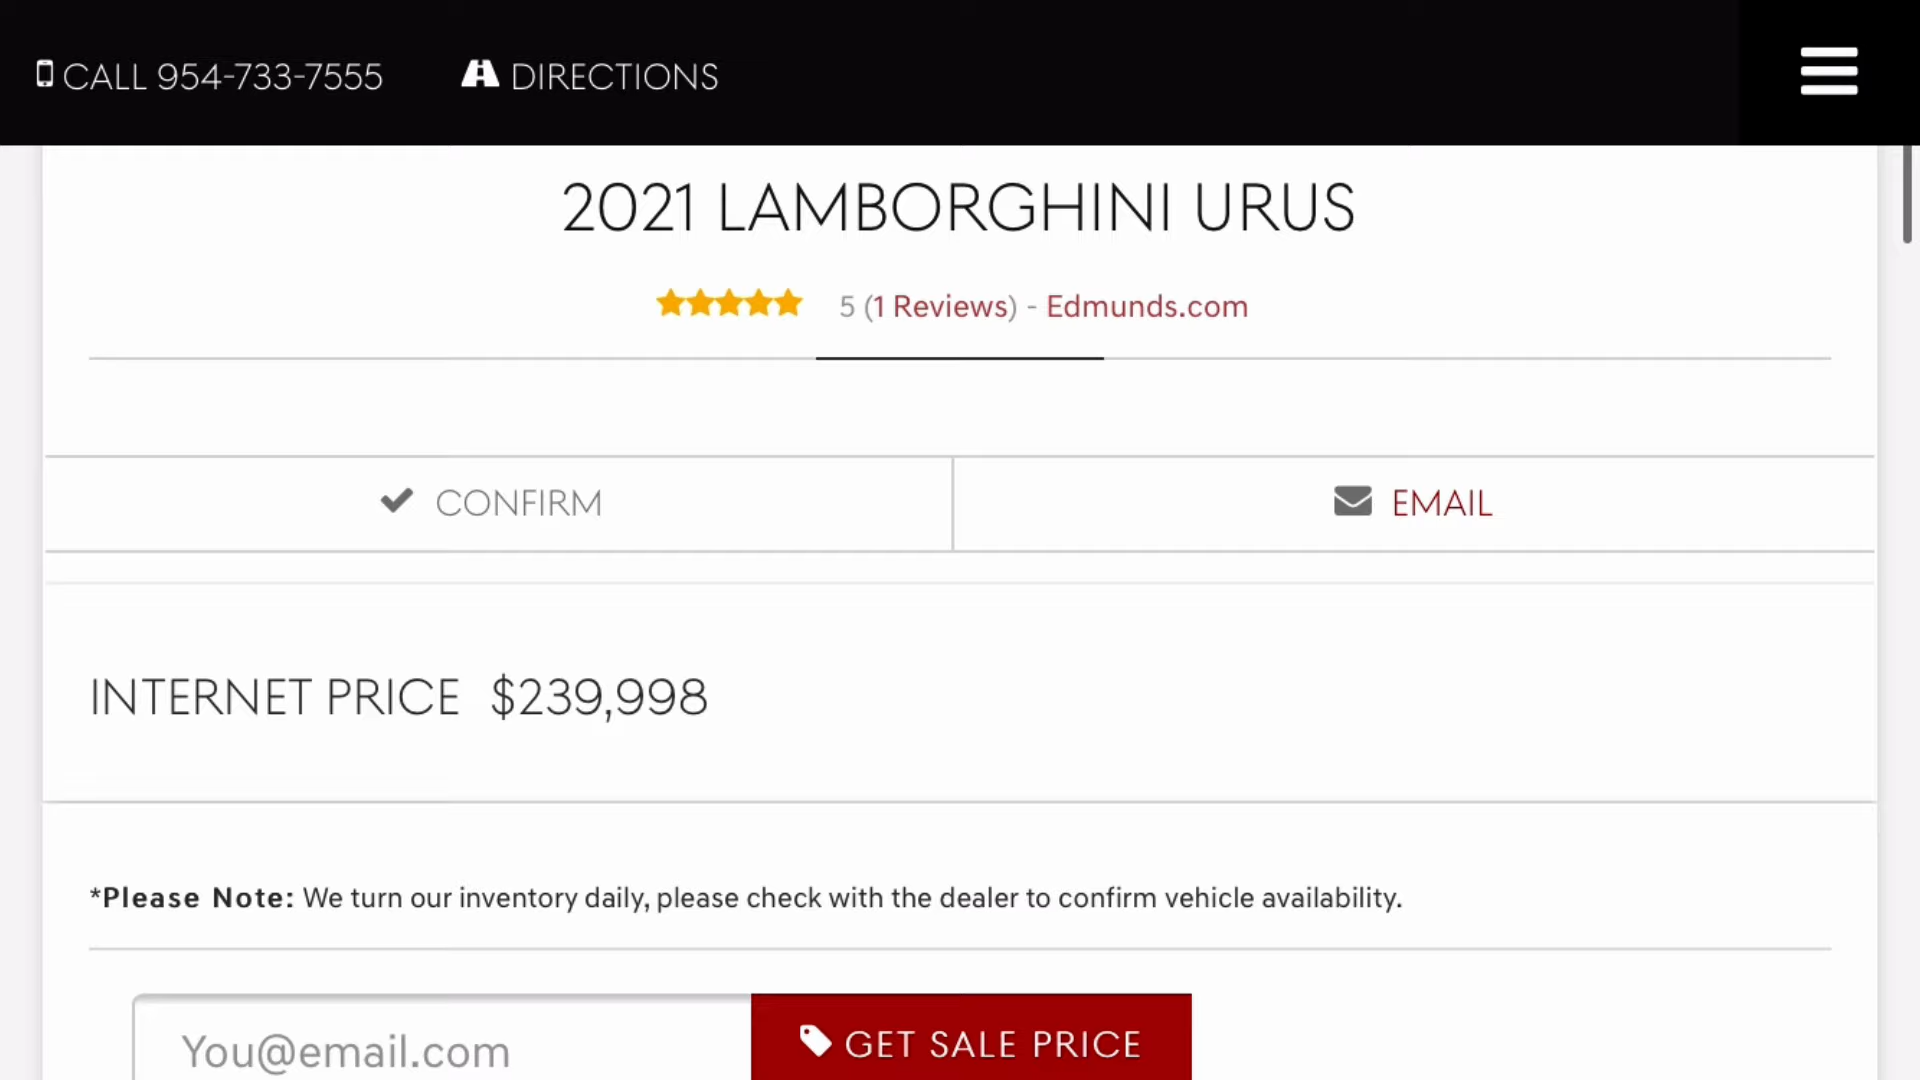 CALL 954-733-7555 DIRECTIONS
2021 LAMBORGHINI URUS
5 (1 Reviews) - Edmunds.com
CONFIRM EMAIL
INTERNET PRICE $239,998
*Please Note: We turn our inventory daily, please check with the dealer to confirm vehicle availability.
You@email.com GET SALE PRICE